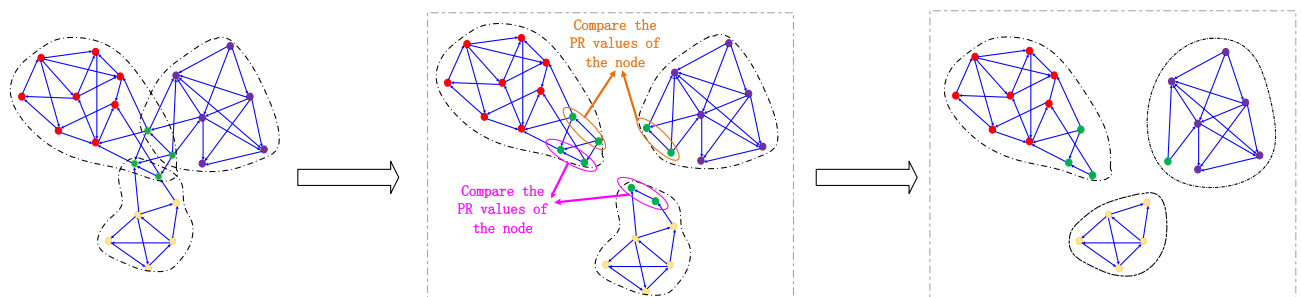 Compare the
PR values of
the node
Compare the
PR values of
the node